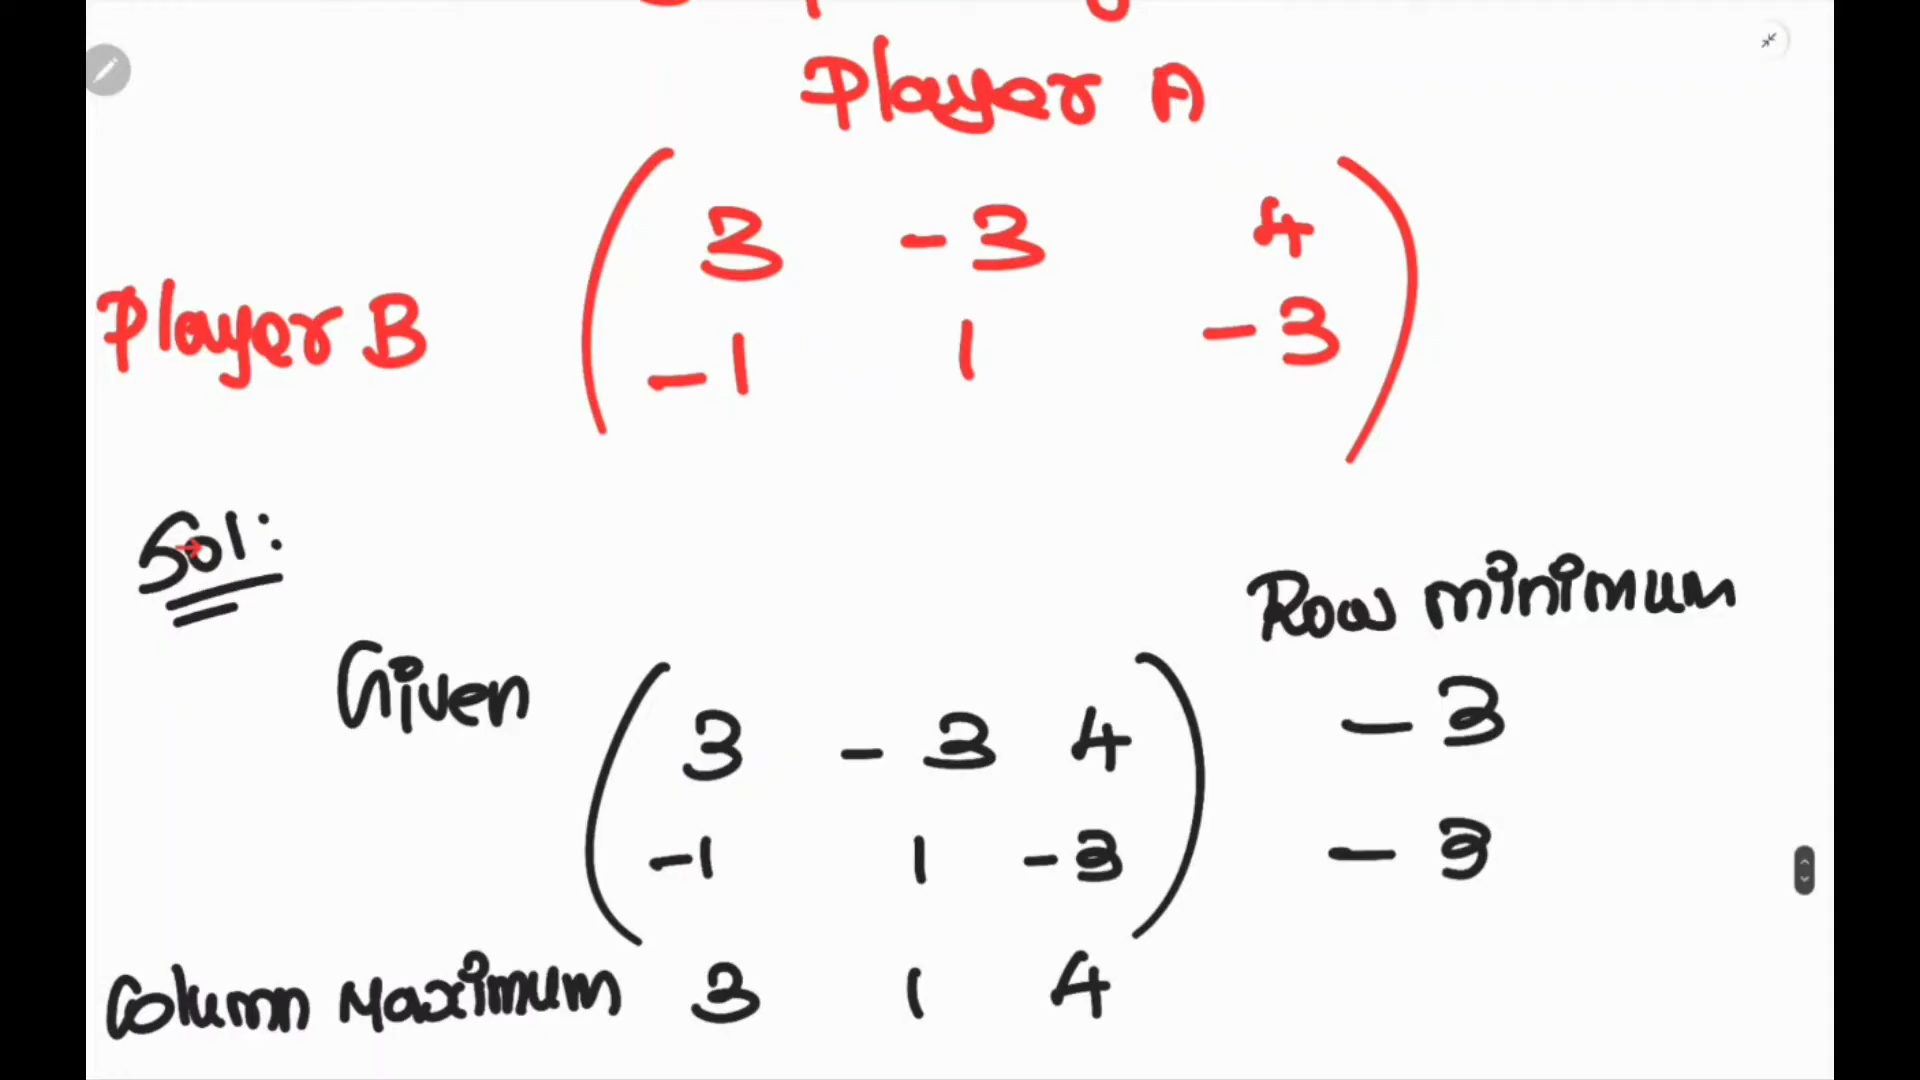 Player A
3 -3 4
Player B
-1 1 -3
Sol:
Row minimum
Given
3 -3 4 -3
-1 1 -3 -3
Column Maximum 3 1 4